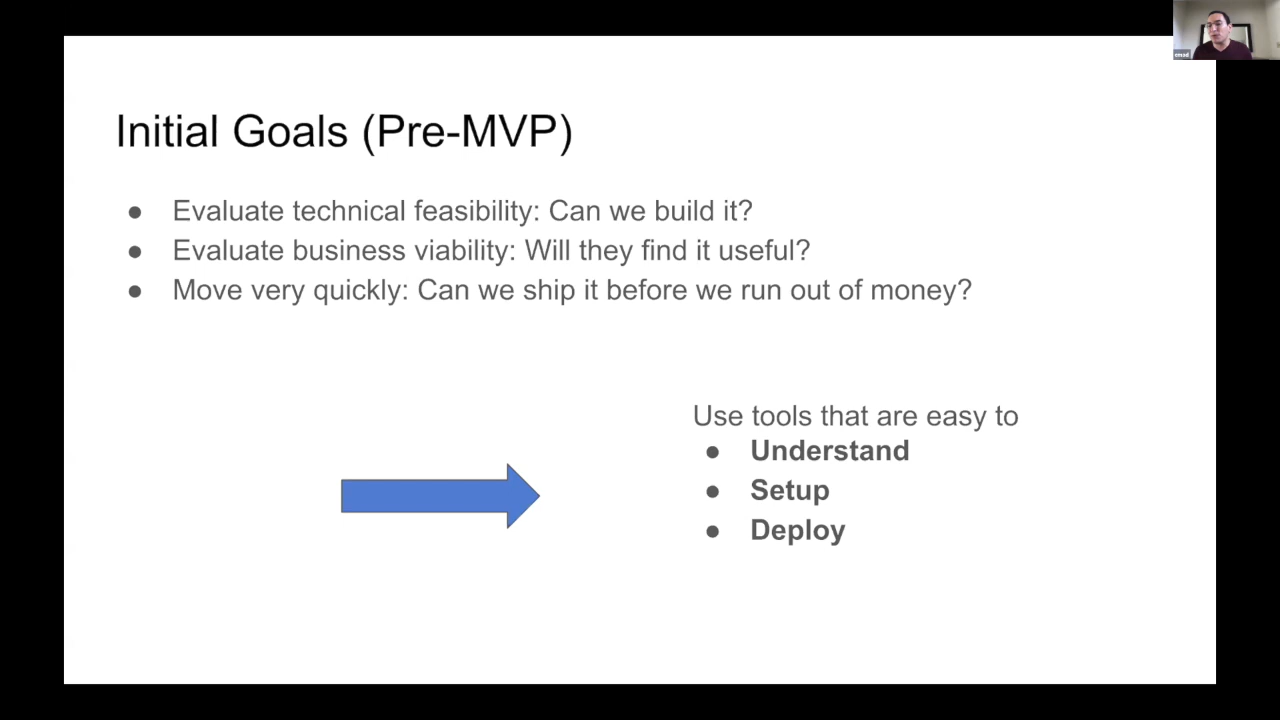 Initial Goals (Pre-MVP)
● Evaluate technical feasibility: Can we build it?
● Evaluate business viability: Will they find it useful?
● Move very quickly: Can we ship it before we run out of money?
Use tools that are easy to
● Understand
● Setup
● Deploy
emad